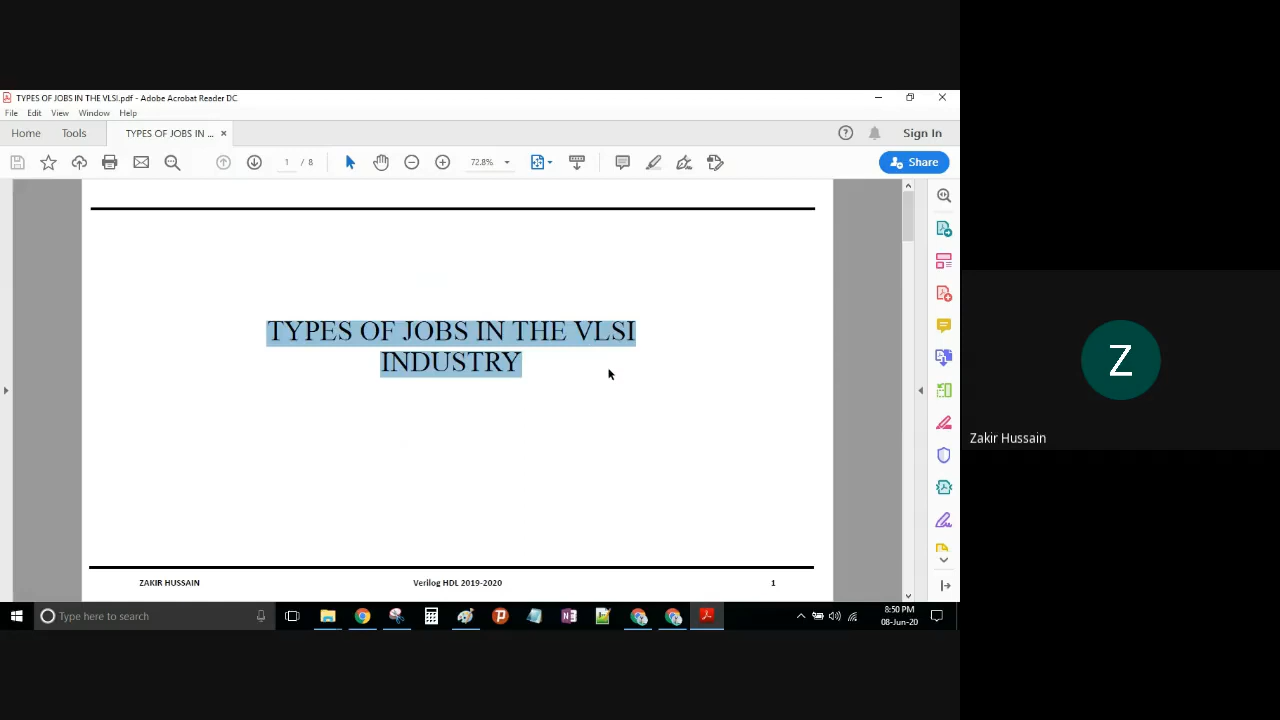 TYPES OF JOBS IN THE VLSI.pdf - Adobe Acrobat Reader DC
File Edit View Window Help
Home Tools TYPES OF JOBS IN ... × Sign In
1 / 8 72.8% Share
TYPES OF JOBS IN THE VLSI
INDUSTRY
Z
Zakir Hussain
ZAKIR HUSSAIN Verilog HDL 2019-2020 1
Type here to search
8:50 PM
08-Jun-20